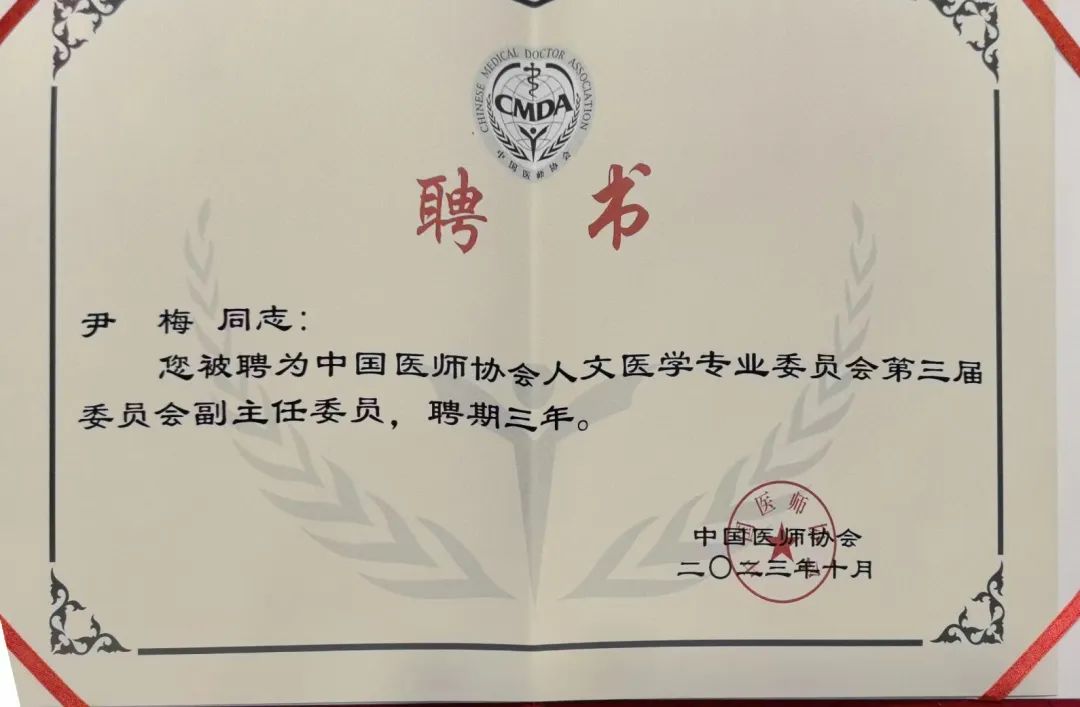 CHINESE MEDICAL DOCTOR ASSOCIATION
CMDA
中国医师协会
聘书
尹 梅 同志：
您被聘为中国医师协会人文医学专业委员会第三届
委员会副主任委员，聘期三年。
中国医师协会
二〇二三年十月